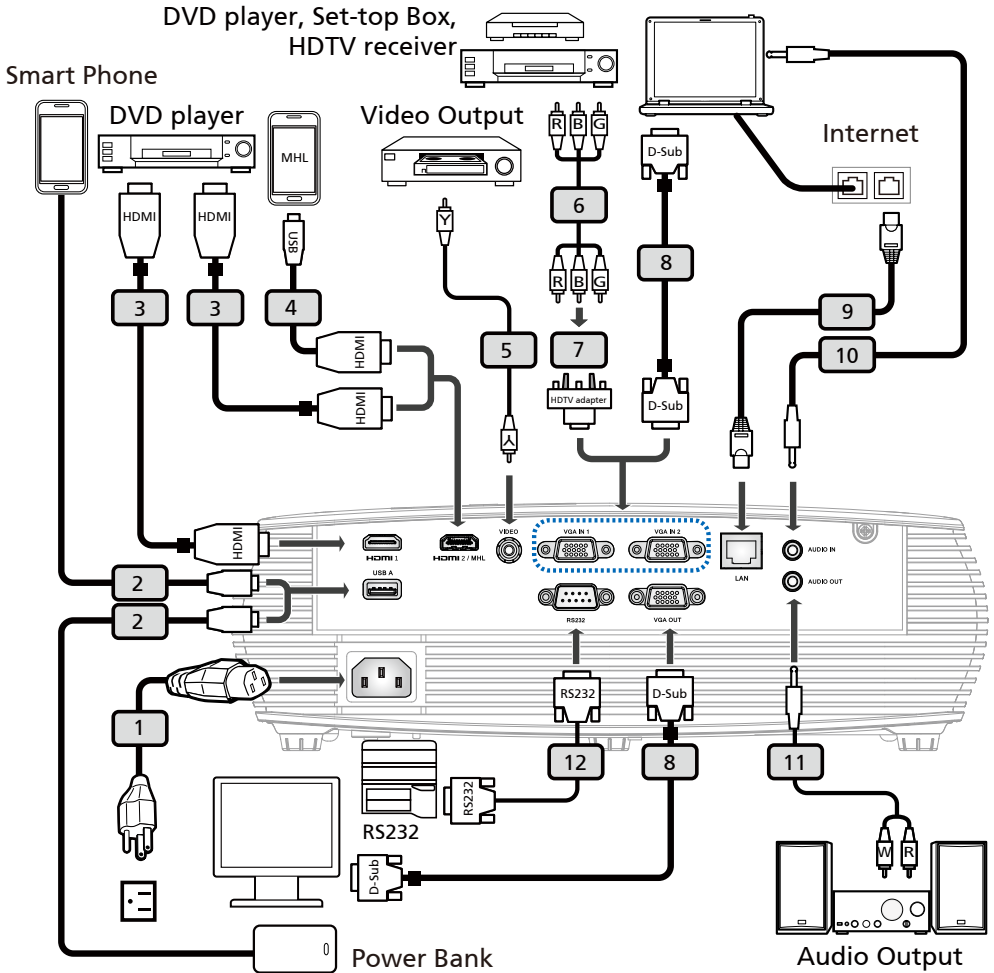 DVD player, Set-top Box,
HDTV receiver
Smart Phone
DVD player
Video Output
Internet
MHL
R B G
D-Sub
HDMI
HDMI
USB
Y
6
8
R B G
3
3
4
9
5
7
10
HDMI
HDMI
HDTV adapter
D-Sub
Y
HDMI
HDMI 1
HDMI 2 / MHL
VIDEO
VGA IN 1
VGA IN 2
LAN
AUDIO IN
USB A
AUDIO OUT
2
2
RS232
VGA OUT
1
RS232
D-Sub
12
8
11
RS232
RS232
D-Sub
W R
Power Bank
Audio Output